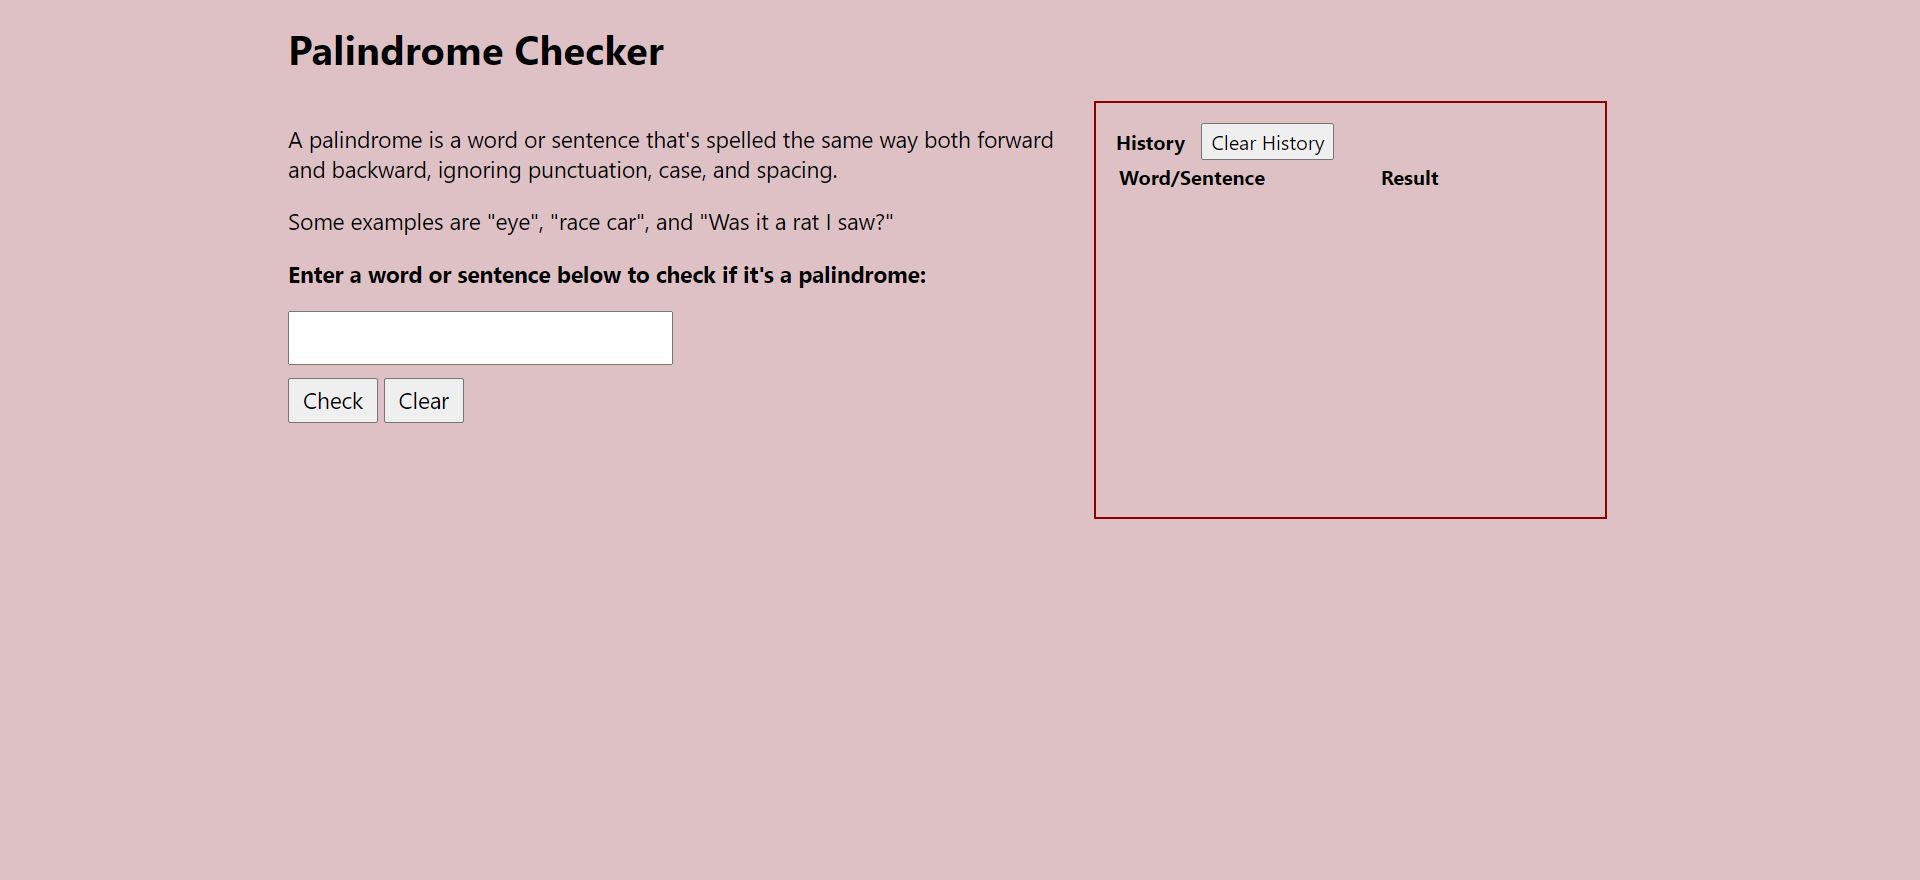 Palindrome Checker
A palindrome is a word or sentence that's spelled the same way both forward
and backward, ignoring punctuation, case, and spacing.
Some examples are "eye", "race car", and "Was it a rat I saw?"
Enter a word or sentence below to check if it's a palindrome:
Check Clear
History Clear History
Word/Sentence Result